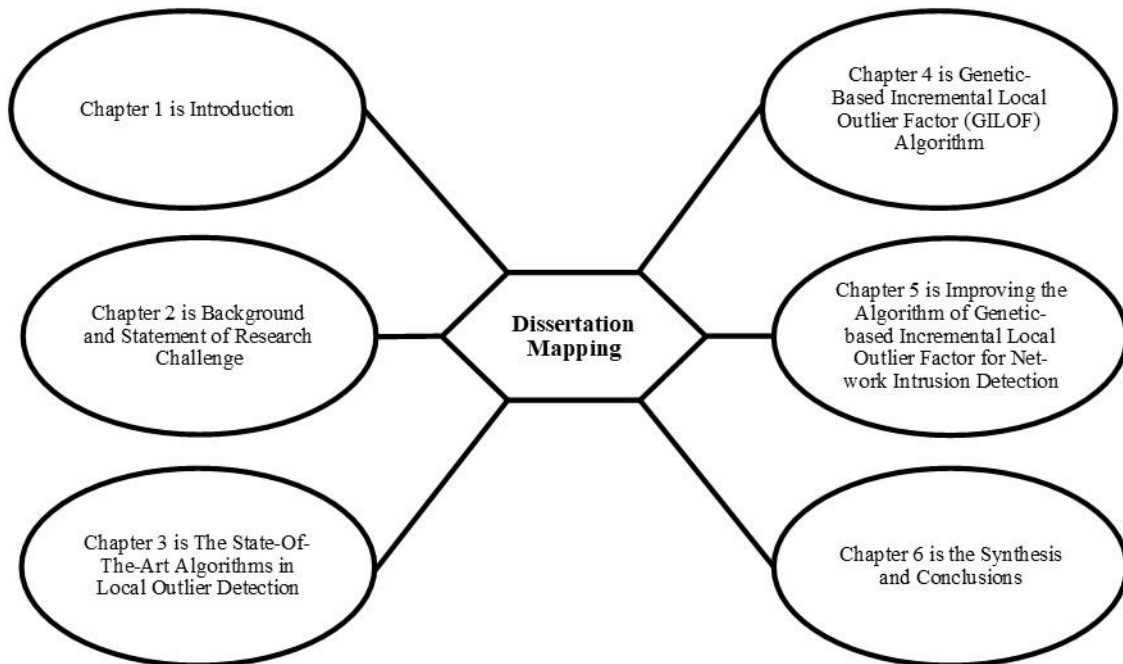 Chapter 1 is Introduction
Chapter 2 is Background
and Statement of Research
Challenge
Chapter 3 is The State-Of-
The-Art Algorithms in
Local Outlier Detection
Dissertation
Mapping
Chapter 4 is Genetic-
Based Incremental Local
Outlier Factor (GILOF)
Algorithm
Chapter 5 is Improving the
Algorithm of Genetic-
based Incremental Local
Outlier Factor for Net-
work Intrusion Detection
Chapter 6 is the Synthesis
and Conclusions